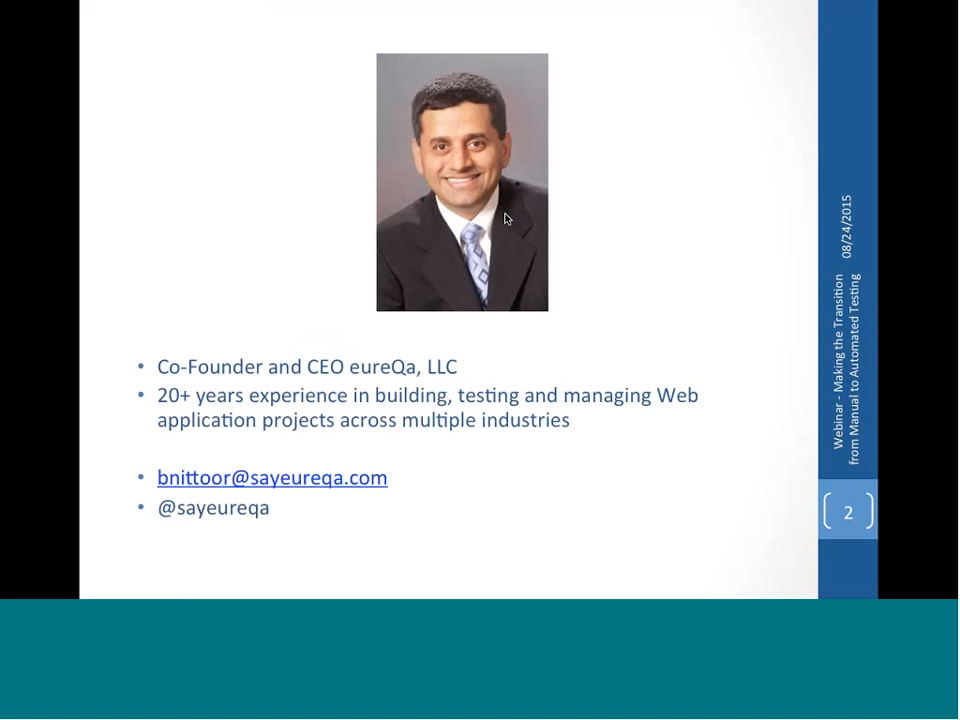 • Co-Founder and CEO eureQa, LLC
• 20+ years experience in building, testing and managing Web
application projects across multiple industries
• bnittoor@sayeureqa.com
• @sayeureqa
08/24/2015
Webinar - Making the Transition
from Manual to Automated Testing
2